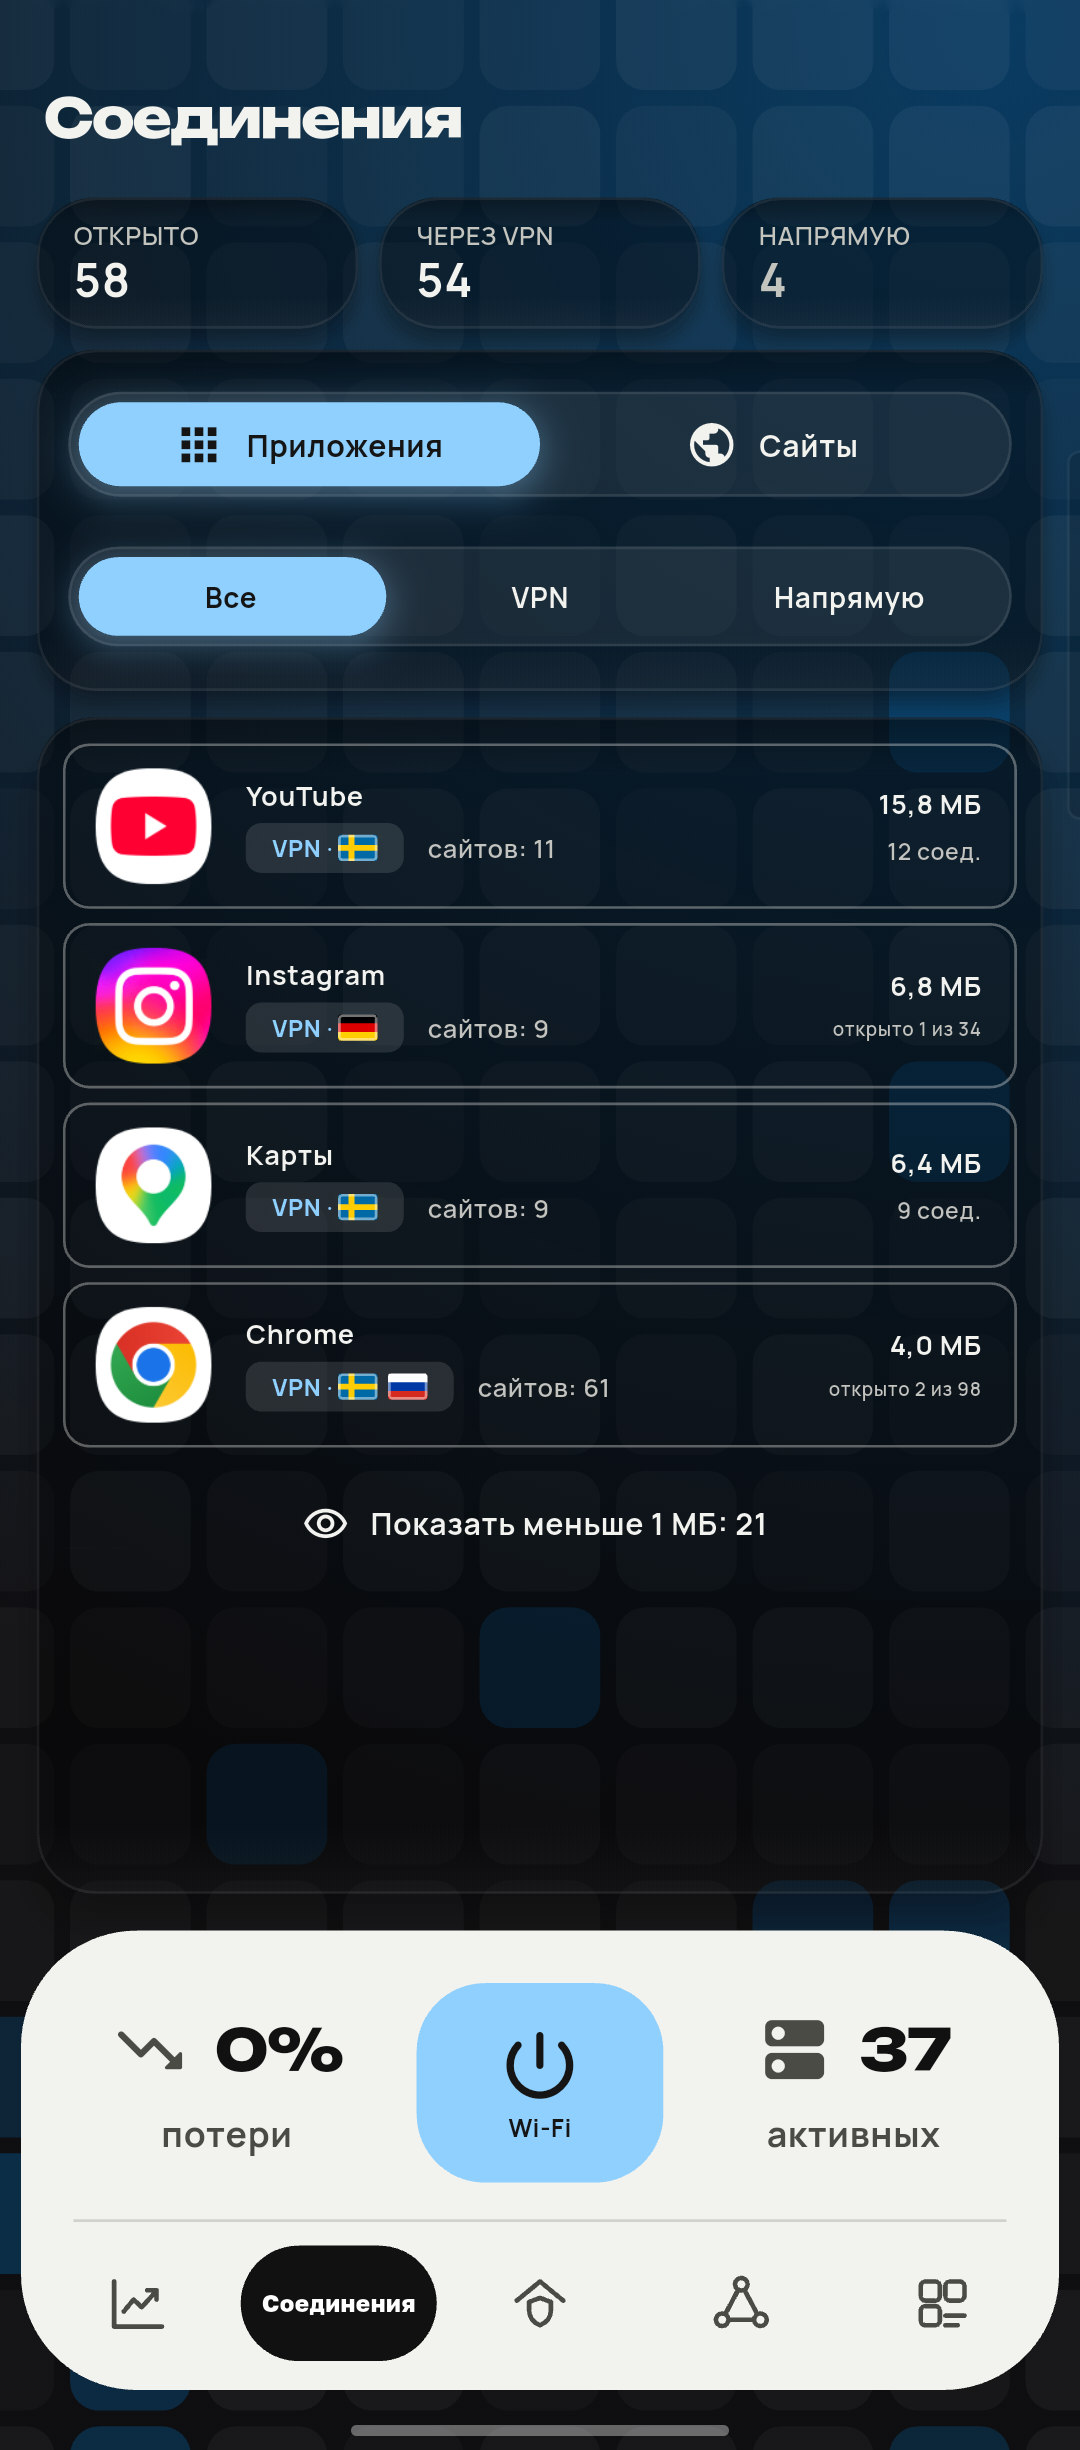 Соединения
ОТКРЫТО
58
ЧЕРЕЗ VPN
54
НАПРЯМУЮ
4
Приложения
Сайты
Все
VPN
Напрямую
YouTube
15,8 МБ
VPN · сайтов: 11
12 соед.
Instagram
6,8 МБ
VPN · сайтов: 9
открыто 1 из 34
Карты
6,4 МБ
VPN · сайтов: 9
9 соед.
Chrome
4,0 МБ
VPN · сайтов: 61
открыто 2 из 98
Показать меньше 1 МБ: 21
0%
потери
Wi-Fi
37
активных
Соединения